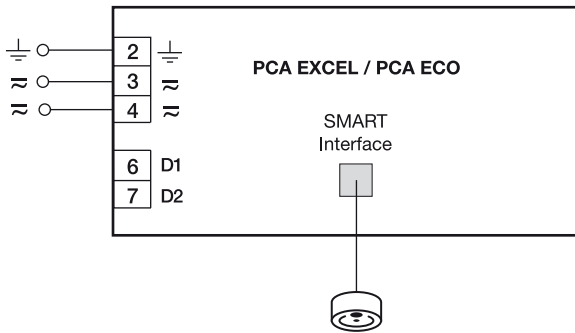 2
PCA EXCEL / PCA ECO
≂ 3 ≂
≂ 4 ≂
SMART
Interface
6 D1
7 D2